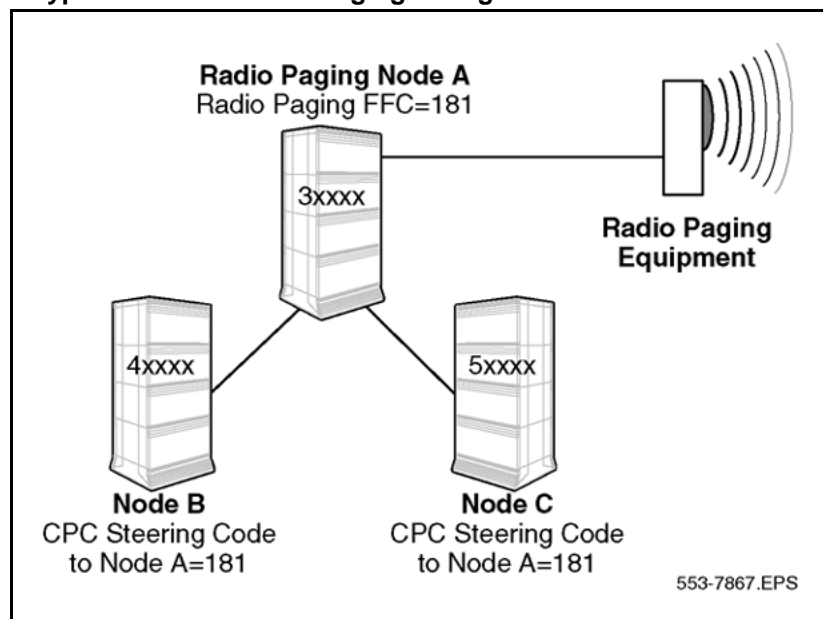 Radio Paging Node A
Radio Paging FFC=181
3xxxx
Radio Paging
Equipment
4xxxx
5xxxx
Node B
CPC Steering Code
to Node A=181
Node C
CPC Steering Code
to Node A=181
553-7867.EPS